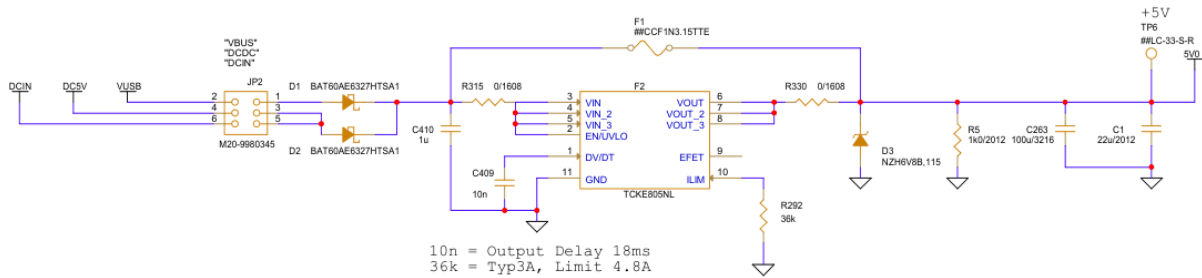 +5V
TP6
##LC-33-S-R
5V0
F1
##CCF1N3.15TTE
"VBUS"
"DCDC"
"DCIN"
JP2
DCIN
DC5V
VUSB
2
4
6
1
3
5
M20-9980345
D1
BAT60AE6327HTSA1
D2
BAT60AE6327HTSA1
R315
0/1608
C410
1u
C409
10n
F2
3
4
5
2
1
11
VIN
VIN_2
VIN_3
EN/UVLO
DV/DT
GND
VOUT
VOUT_2
VOUT_3
EFET
ILIM
6
7
8
9
10
TCKE805NL
R330
0/1608
R292
36k
D3
NZH6V8B,115
R5
1k0/2012
C263
100u/3216
C1
22u/2012
10n = Output Delay 18ms
36k = Typ3A, Limit 4.8A